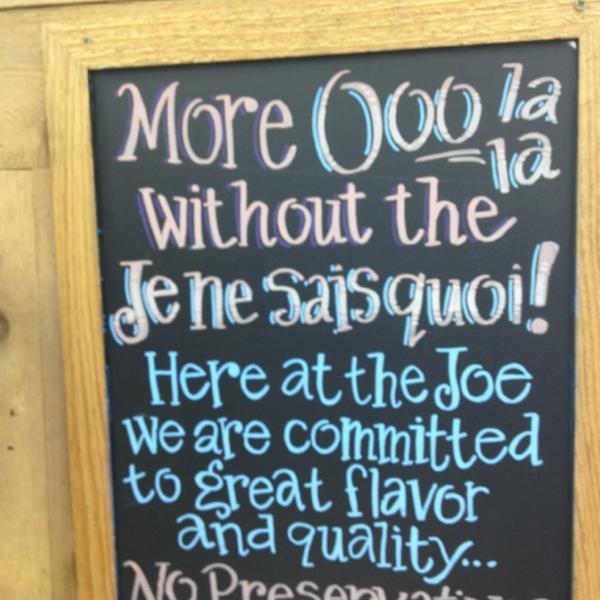 More Ooo la la
without the
Je ne sais quoi!
Here at the Joe
we are committed
to great flavor
and quality...
No